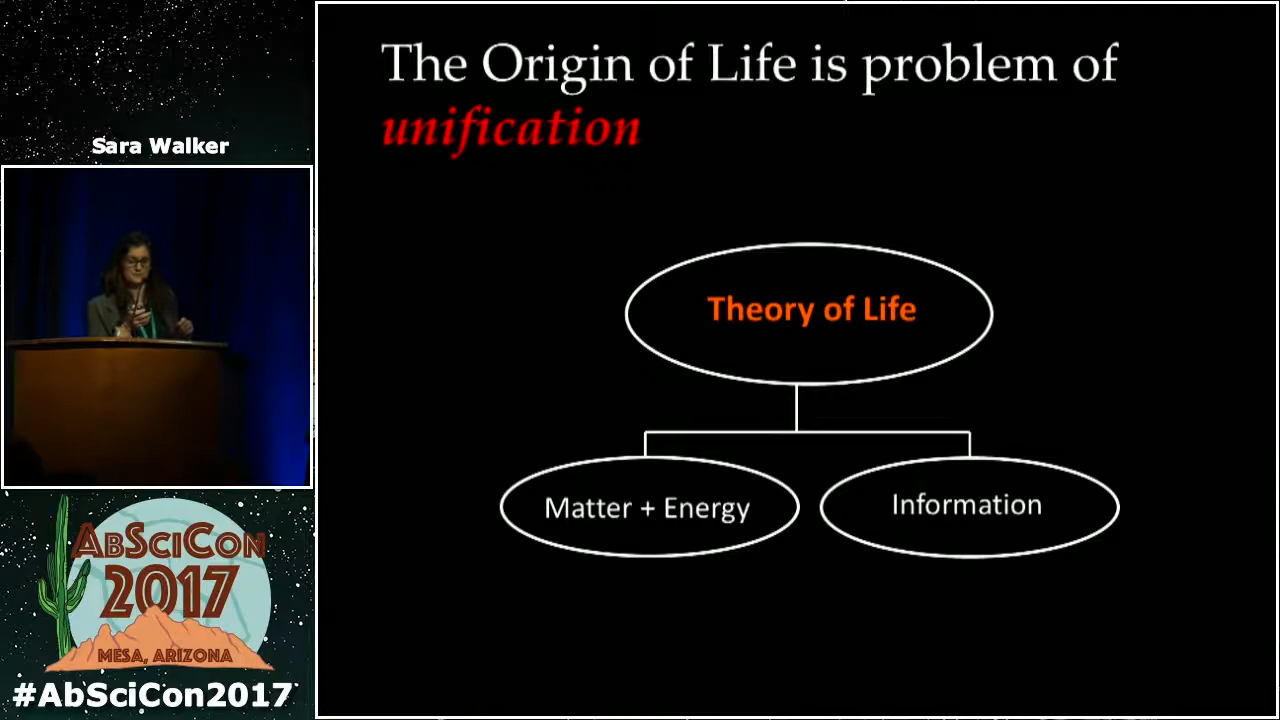 The Origin of Life is problem of
unification
Sara Walker
Theory of Life
Matter + Energy
Information
ABSCICON
2017
MESA, ARIZONA
#AbSciCon2017